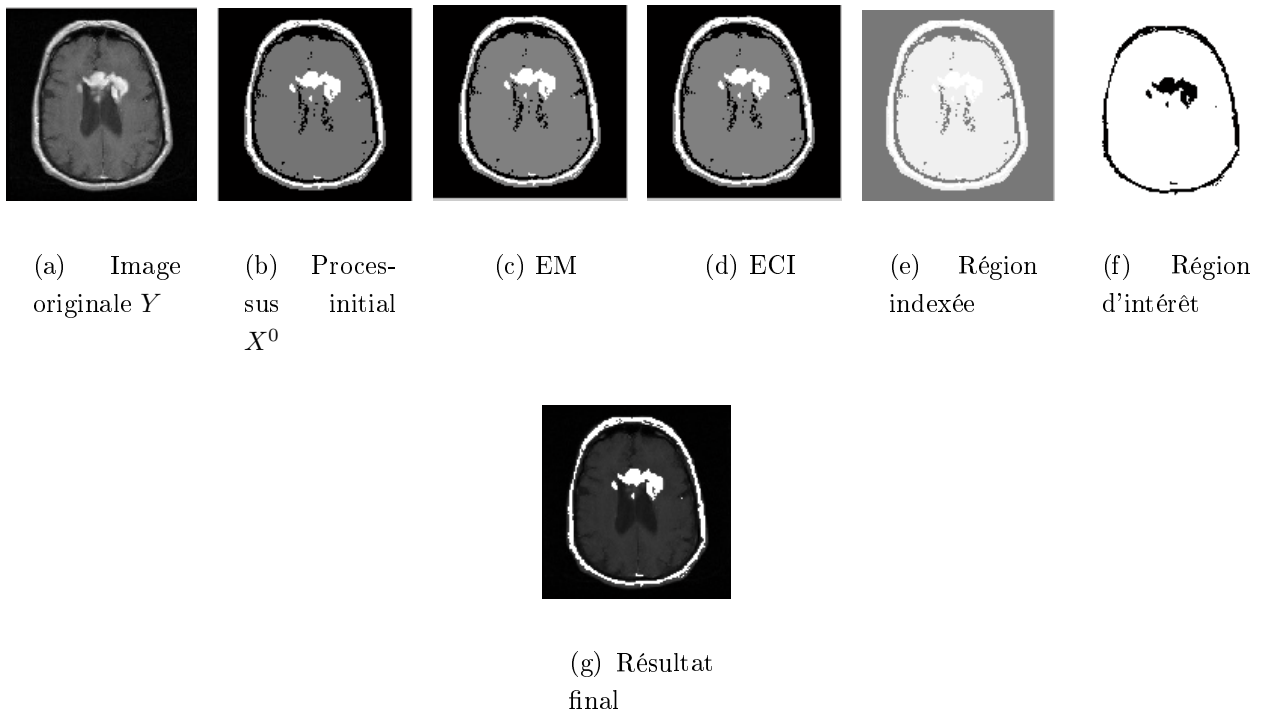 (a) Image
originale Y
(b) Proces-
sus initial
X⁰
(c) EM
(d) ECI
(e) Région
indexée
(f) Région
d'intérêt
(g) Résultat
final